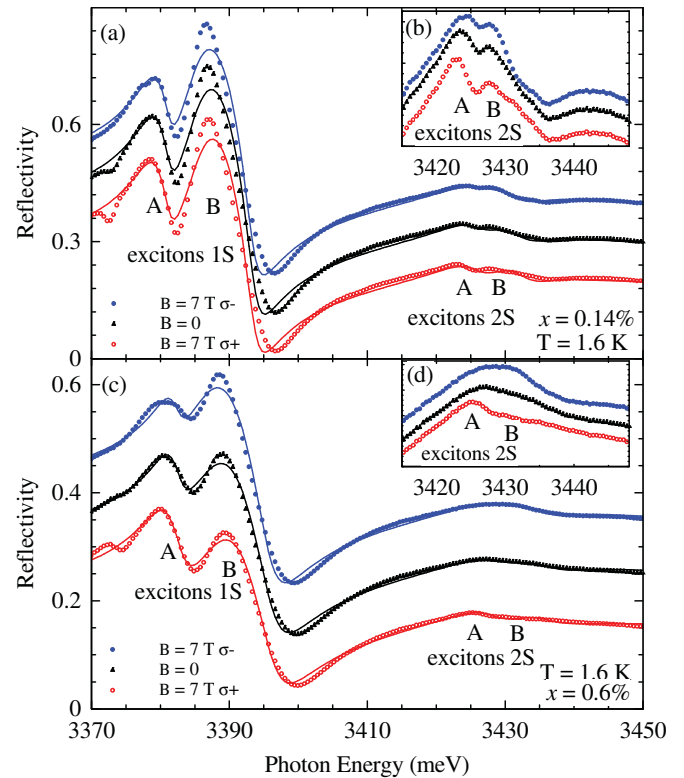 (a)
(b)
0.6
A
B
excitons 2S
3420 3430 3440
Reflectivity
A
B
excitons 1S
0.3
A B
excitons 2S
B = 7 T σ-
B = 0
B = 7 T σ+
x = 0.14%
T = 1.6 K
0
(c)
(d)
0.6
A
B
excitons 2S
3420 3430 3440
Reflectivity
0.4
A
B
excitons 1S
0.2
A B
excitons 2S
B = 7 T σ-
B = 0
B = 7 T σ+
T = 1.6 K
x = 0.6%
0
3370 3390 3410 3430 3450
Photon Energy (meV)